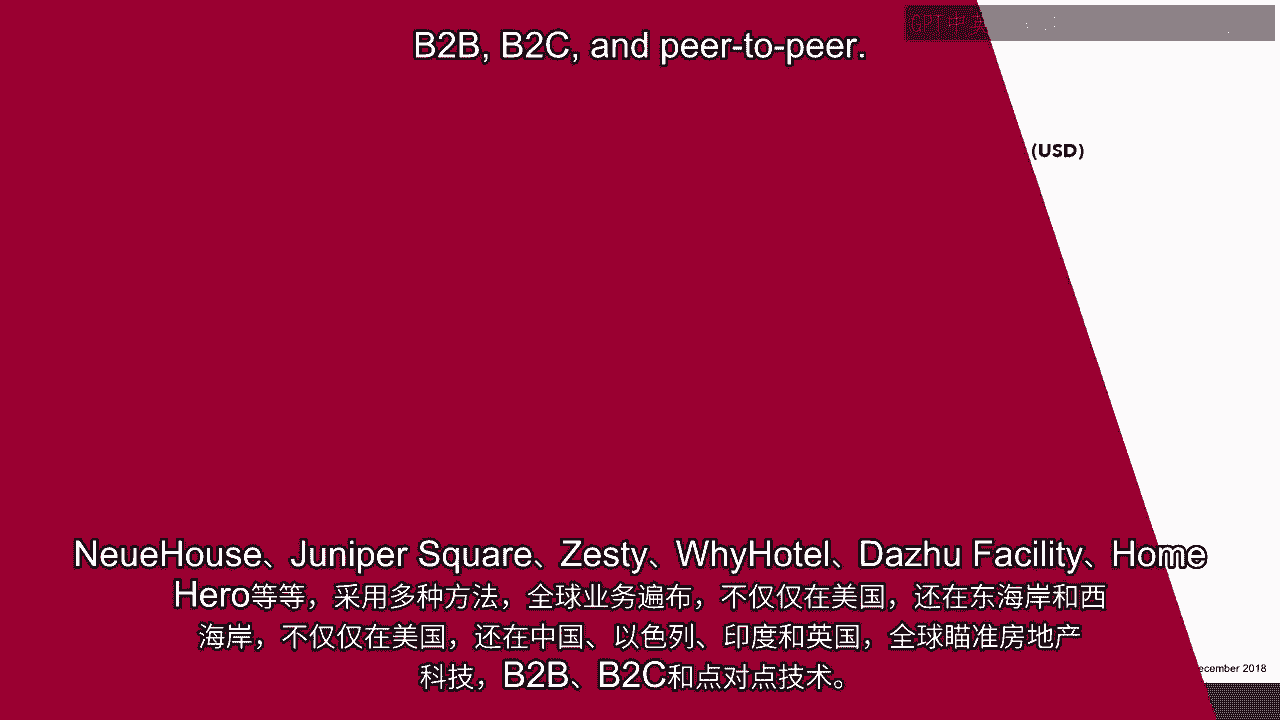 B2B, B2C, and peer-to-peer.
(USD)
NeueHouse、Juniper Square、Zesty、WhyHotel、Dazhu Facility、Home
Hero等等，采用多种方法，全球业务遍布，不仅仅在美国，还在东海岸和西
海岸，不仅仅在美国，还在中国、以色列、印度和英国，全球瞄准房地产
科技，B2B、B2C和点对点技术。
ecember 2018